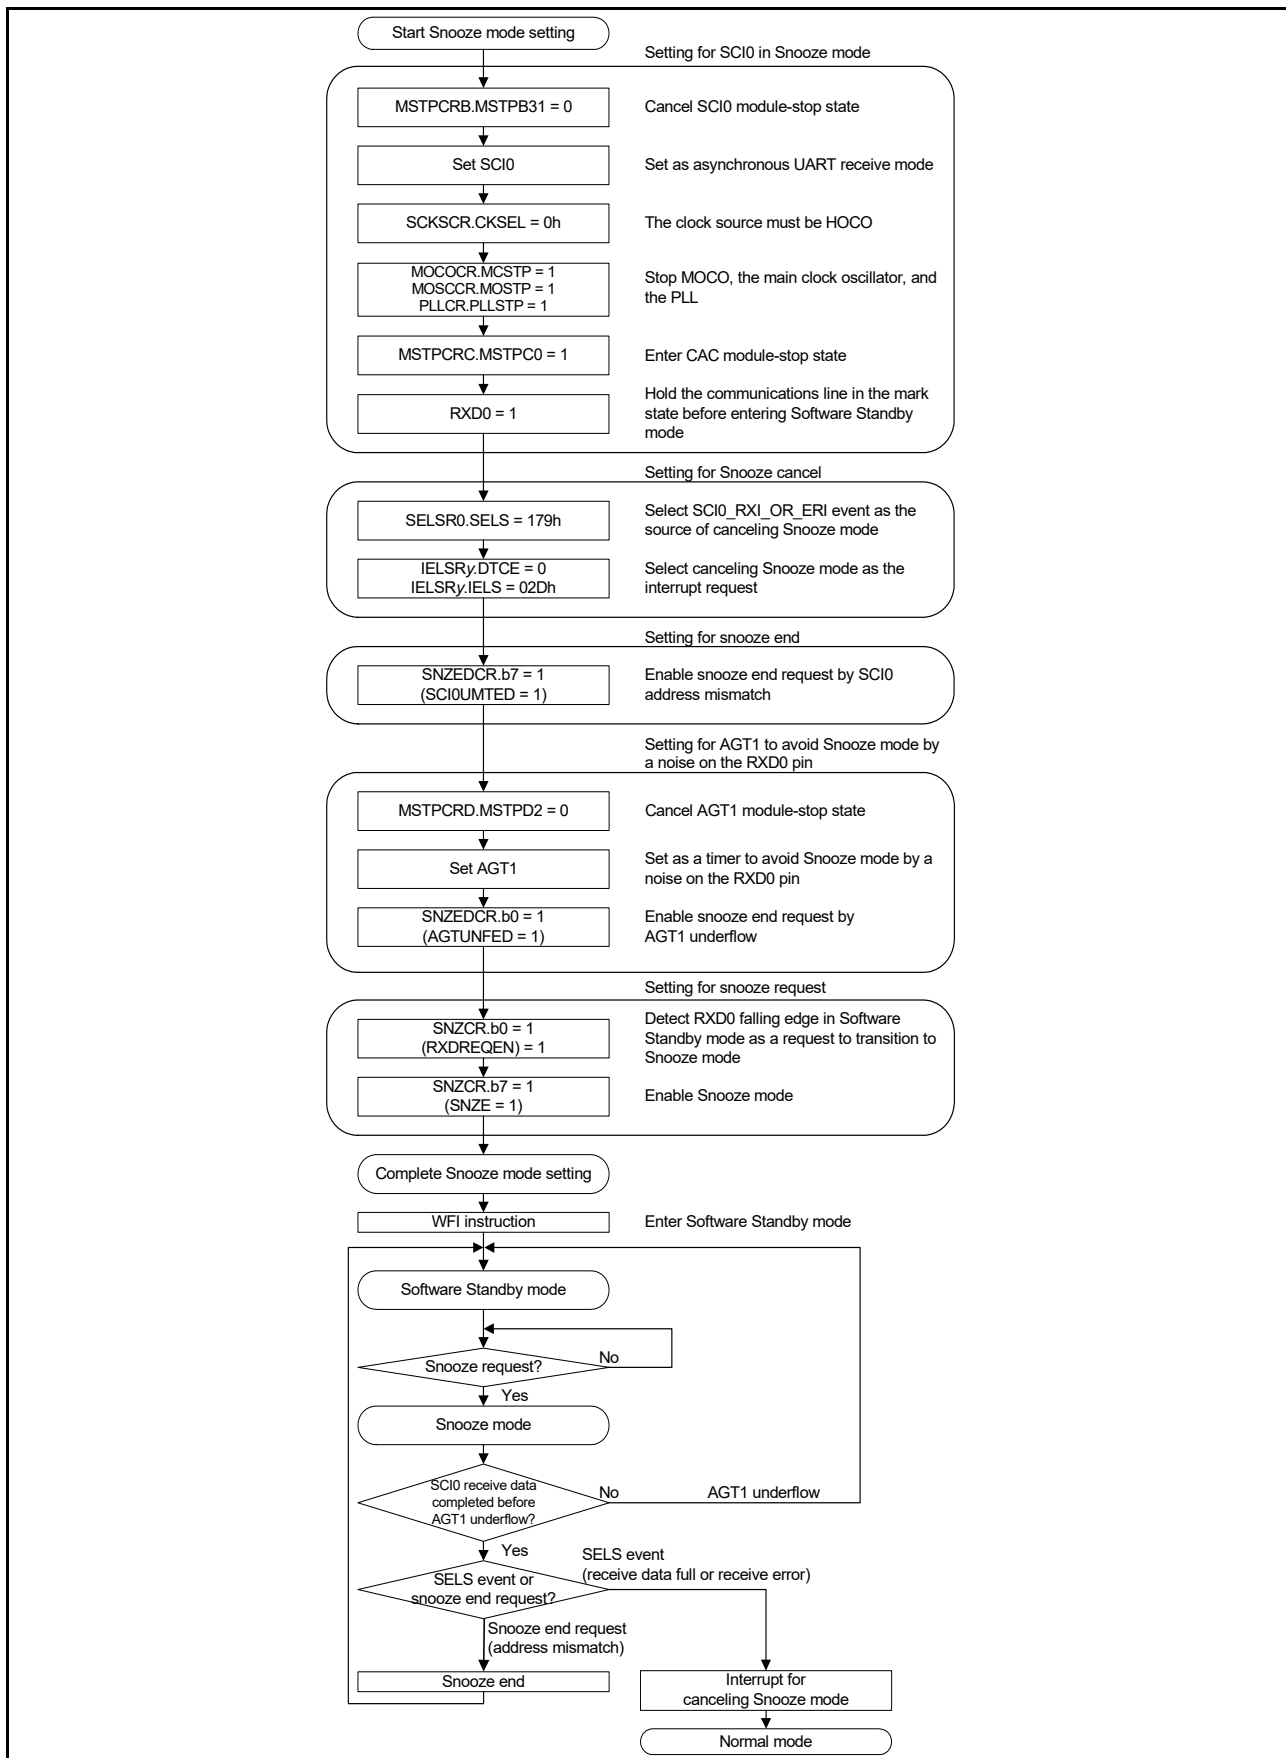 Start Snooze mode setting
Setting for SCI0 in Snooze mode
MSTPCRB.MSTPB31 = 0
Cancel SCI0 module-stop state
Set SCI0
Set as asynchronous UART receive mode
SCKSCR.CKSEL = 0h
The clock source must be HOCO
MOCOCR.MCSTP = 1
MOSCCR.MOSTP = 1
PLLCR.PLLSTP = 1
Stop MOCO, the main clock oscillator, and
the PLL
MSTPCRC.MSTPC0 = 1
Enter CAC module-stop state
RXD0 = 1
Hold the communications line in the mark
state before entering Software Standby
mode
Setting for Snooze cancel
SELSR0.SELS = 179h
Select SCI0_RXI_OR_ERI event as the
source of canceling Snooze mode
IELSRy.DTCE = 0
IELSRy.IELS = 02Dh
Select canceling Snooze mode as the
interrupt request
Setting for snooze end
SNZEDCR.b7 = 1
(SCI0UMTED = 1)
Enable snooze end request by SCI0
address mismatch
Setting for AGT1 to avoid Snooze mode by
a noise on the RXD0 pin
MSTPCRD.MSTPD2 = 0
Cancel AGT1 module-stop state
Set AGT1
Set as a timer to avoid Snooze mode by a
noise on the RXD0 pin
SNZEDCR.b0 = 1
(AGTUNFED = 1)
Enable snooze end request by
AGT1 underflow
Setting for snooze request
SNZCR.b0 = 1
(RXDREQEN) = 1
Detect RXD0 falling edge in Software
Standby mode as a request to transition to
Snooze mode
SNZCR.b7 = 1
(SNZE = 1)
Enable Snooze mode
Complete Snooze mode setting
WFI instruction
Enter Software Standby mode
Software Standby mode
Snooze request?
No
Yes
Snooze mode
SCI0 receive data
completed before
AGT1 underflow?
No
AGT1 underflow
Yes
SELS event
(receive data full or receive error)
SELS event or
snooze end request?
Snooze end request
(address mismatch)
Snooze end
Interrupt for
canceling Snooze mode
Normal mode